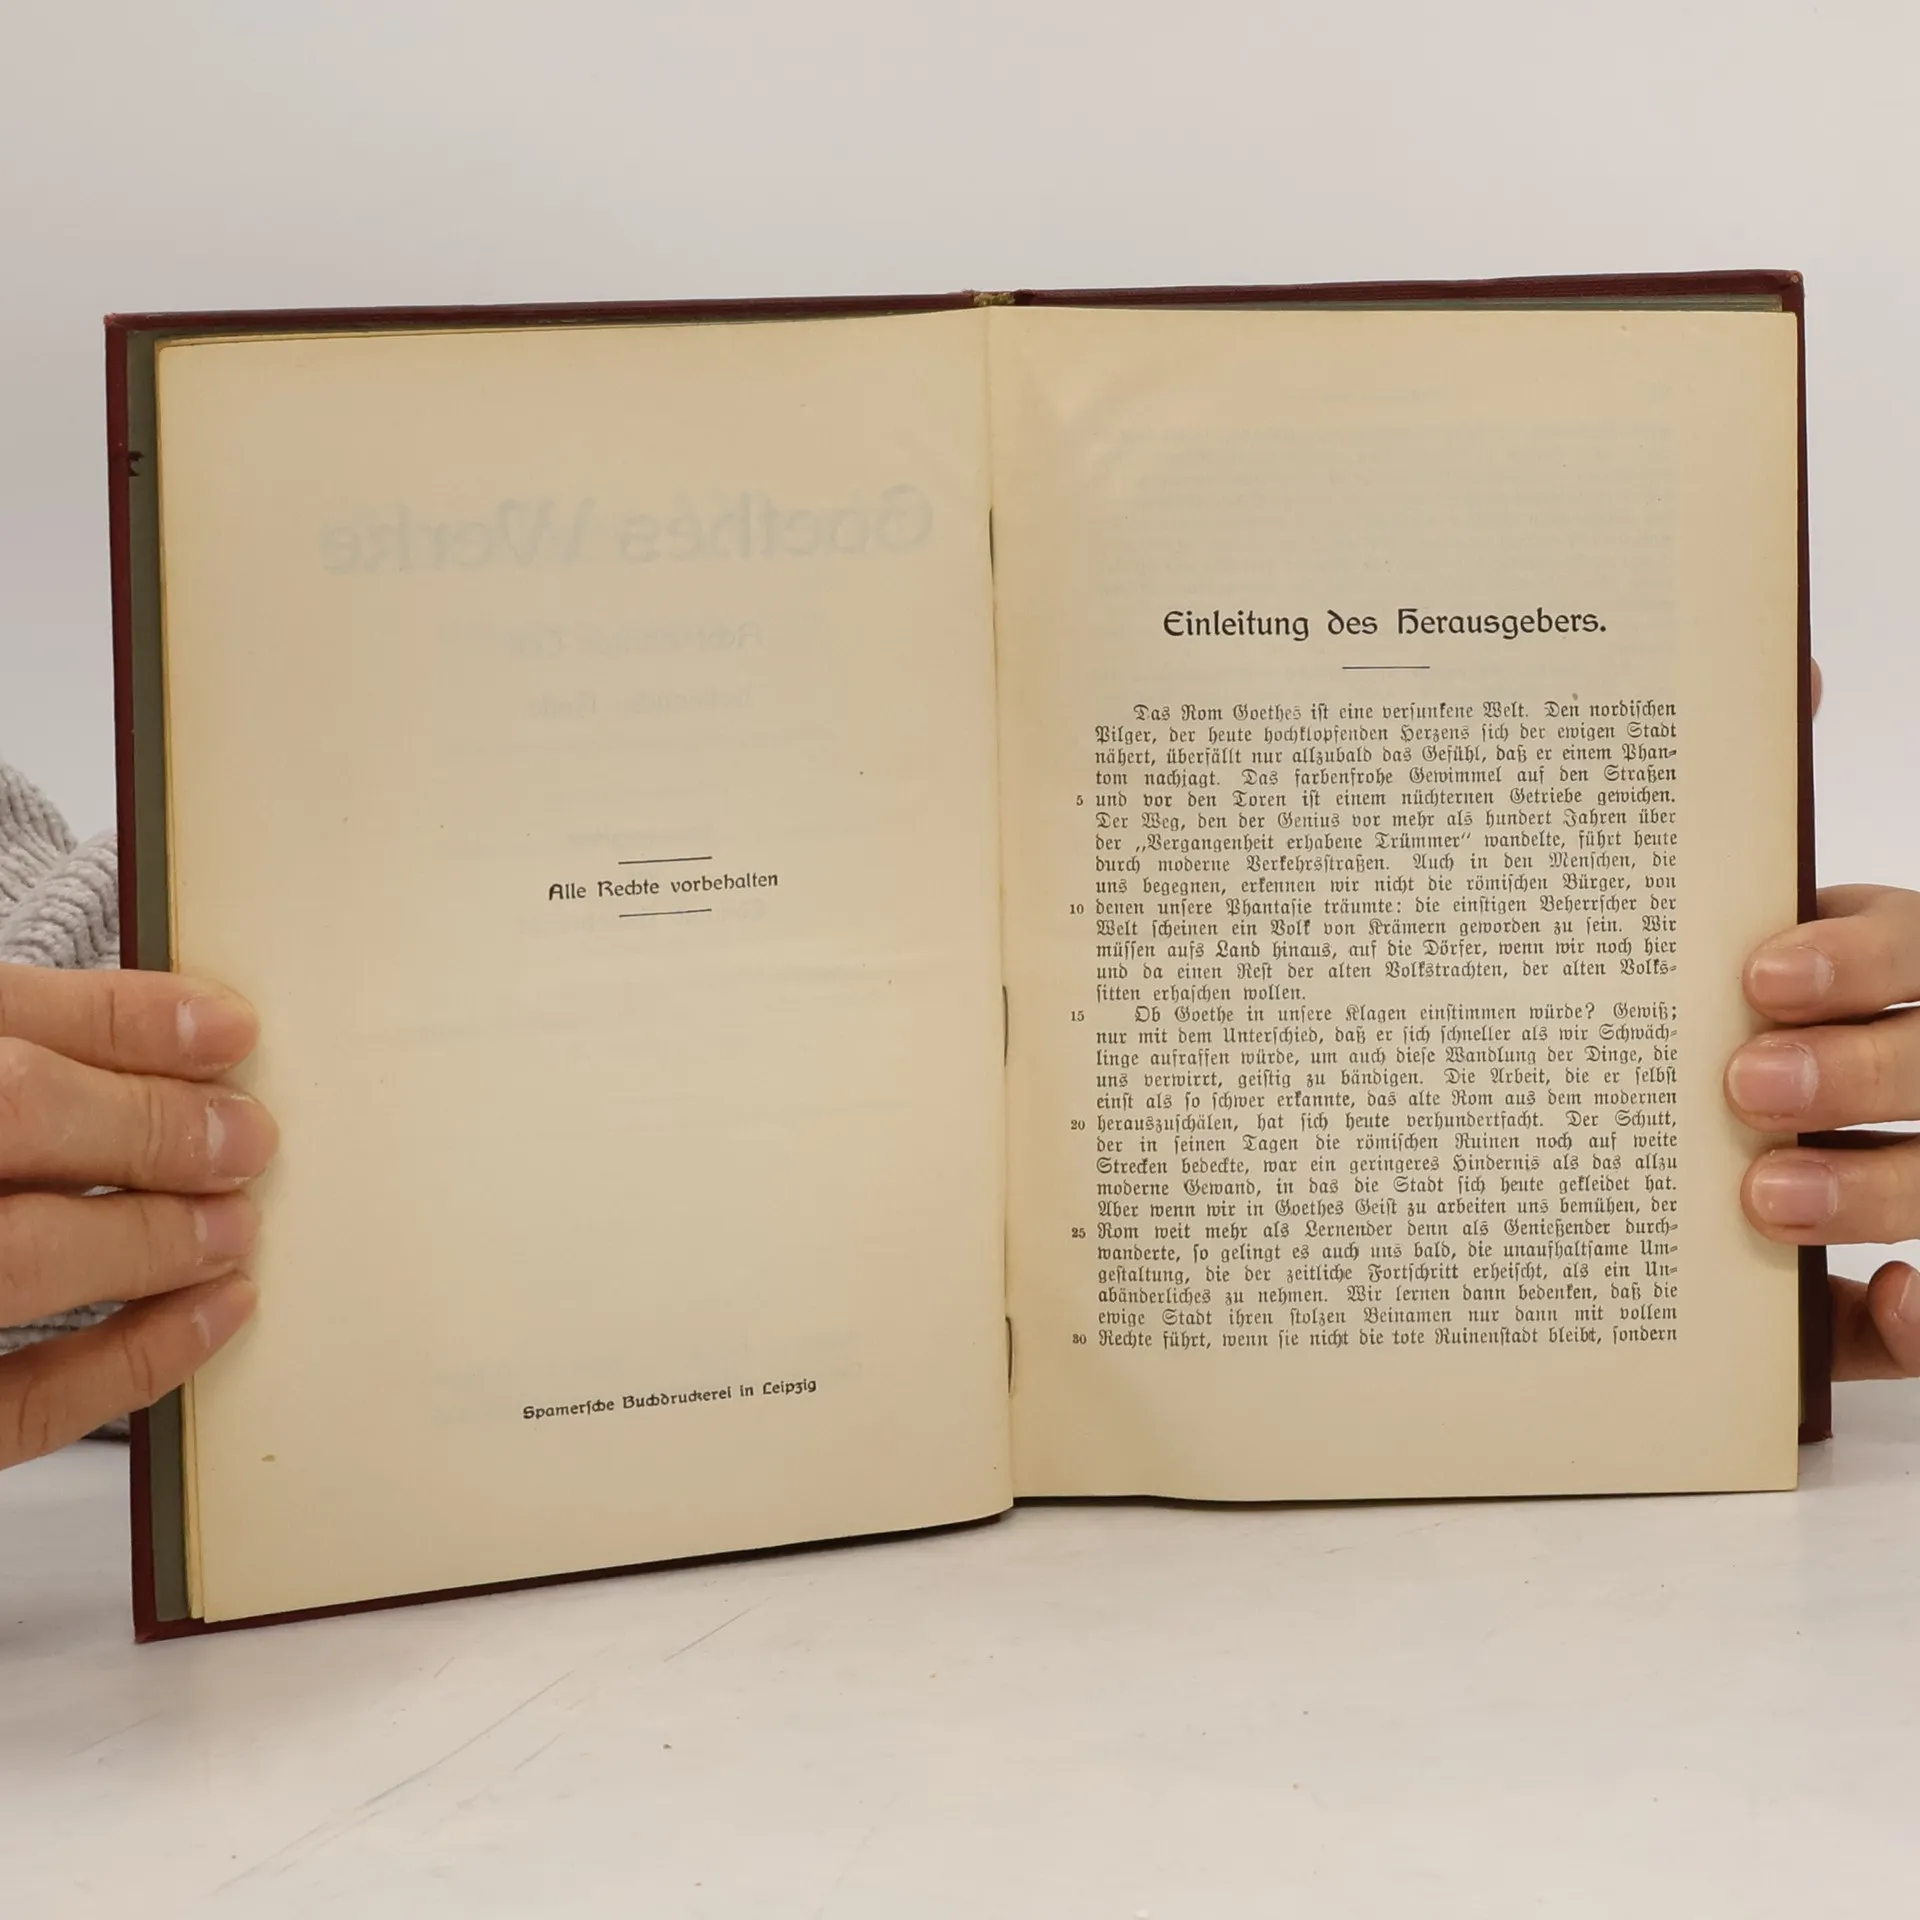 Alle Rechte vorbehalten
Spamersche Buchdruckerei in Leipzig
Einleitung des Herausgebers.
Das Rom Goethes iſt eine verſunkene Welt. Den nordiſchen
Pilger, der heute hochklopfenden Herzens ſich der ewigen Stadt
nähert, überfällt nur allzubald das Gefühl, daß er einem Phan⸗
tom nachjagt. Das farbenfrohe Gewimmel auf den Straßen
5 und vor den Toren iſt einem nüchternen Getriebe gewichen.
Der Weg, den der Genius vor mehr als hundert Jahren über
der „Vergangenheit erhabene Trümmer“ wandelte, führt heute
durch moderne Verkehrsſtraßen. Auch in den Menſchen, die
uns begegnen, erkennen wir nicht die römiſchen Bürger, von
10 denen unſere Phantaſie träumte: die einſtigen Beherrſcher der
Welt ſcheinen ein Volk von Krämern geworden zu ſein. Wir
müſſen aufs Land hinaus, auf die Dörfer, wenn wir noch hier
und da einen Reſt der alten Volkstrachten, der alten Volks⸗
ſitten erhaſchen wollen.
15 Ob Goethe in unſere Klagen einſtimmen würde? Gewiß;
nur mit dem Unterſchied, daß er ſich ſchneller als wir Schwäch⸗
linge aufraffen würde, um auch dieſe Wandlung der Dinge, die
uns verwirrt, geiſtig zu bändigen. Die Arbeit, die er ſelbſt
einſt als ſo ſchwer erkannte, das alte Rom aus dem modernen
20 herauszuſchälen, hat ſich heute verhundertfacht. Der Schutt,
der in ſeinen Tagen die römiſchen Ruinen noch auf weite
Strecken bedeckte, war ein geringeres Hindernis als das allzu
moderne Gewand, in das die Stadt ſich heute gekleidet hat.
Aber wenn wir in Goethes Geiſt zu arbeiten uns bemühen, der
25 Rom weit mehr als Lernender denn als Genießender durch⸗
wanderte, ſo gelingt es auch uns bald, die unaufhaltſame Um⸗
geſtaltung, die der zeitliche Fortſchritt erheiſcht, als ein Un⸗
abänderliches zu nehmen. Wir lernen dann bedenken, daß die
ewige Stadt ihren ſtolzen Beinamen nur dann mit vollem
30 Rechte führt, wenn ſie nicht die tote Ruinenſtadt bleibt, ſondern